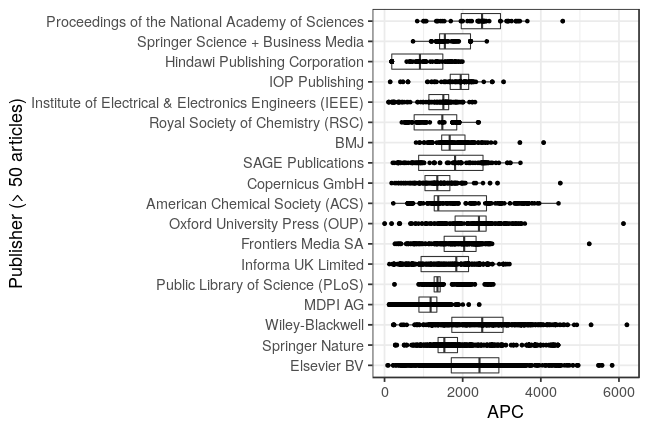 Publisher (> 50 articles)
Proceedings of the National Academy of Sciences
Springer Science + Business Media
Hindawi Publishing Corporation
IOP Publishing
Institute of Electrical & Electronics Engineers (IEEE)
Royal Society of Chemistry (RSC)
BMJ
SAGE Publications
Copernicus GmbH
American Chemical Society (ACS)
Oxford University Press (OUP)
Frontiers Media SA
Informa UK Limited
Public Library of Science (PLoS)
MDPI AG
Wiley-Blackwell
Springer Nature
Elsevier BV
0 2000 4000 6000
APC